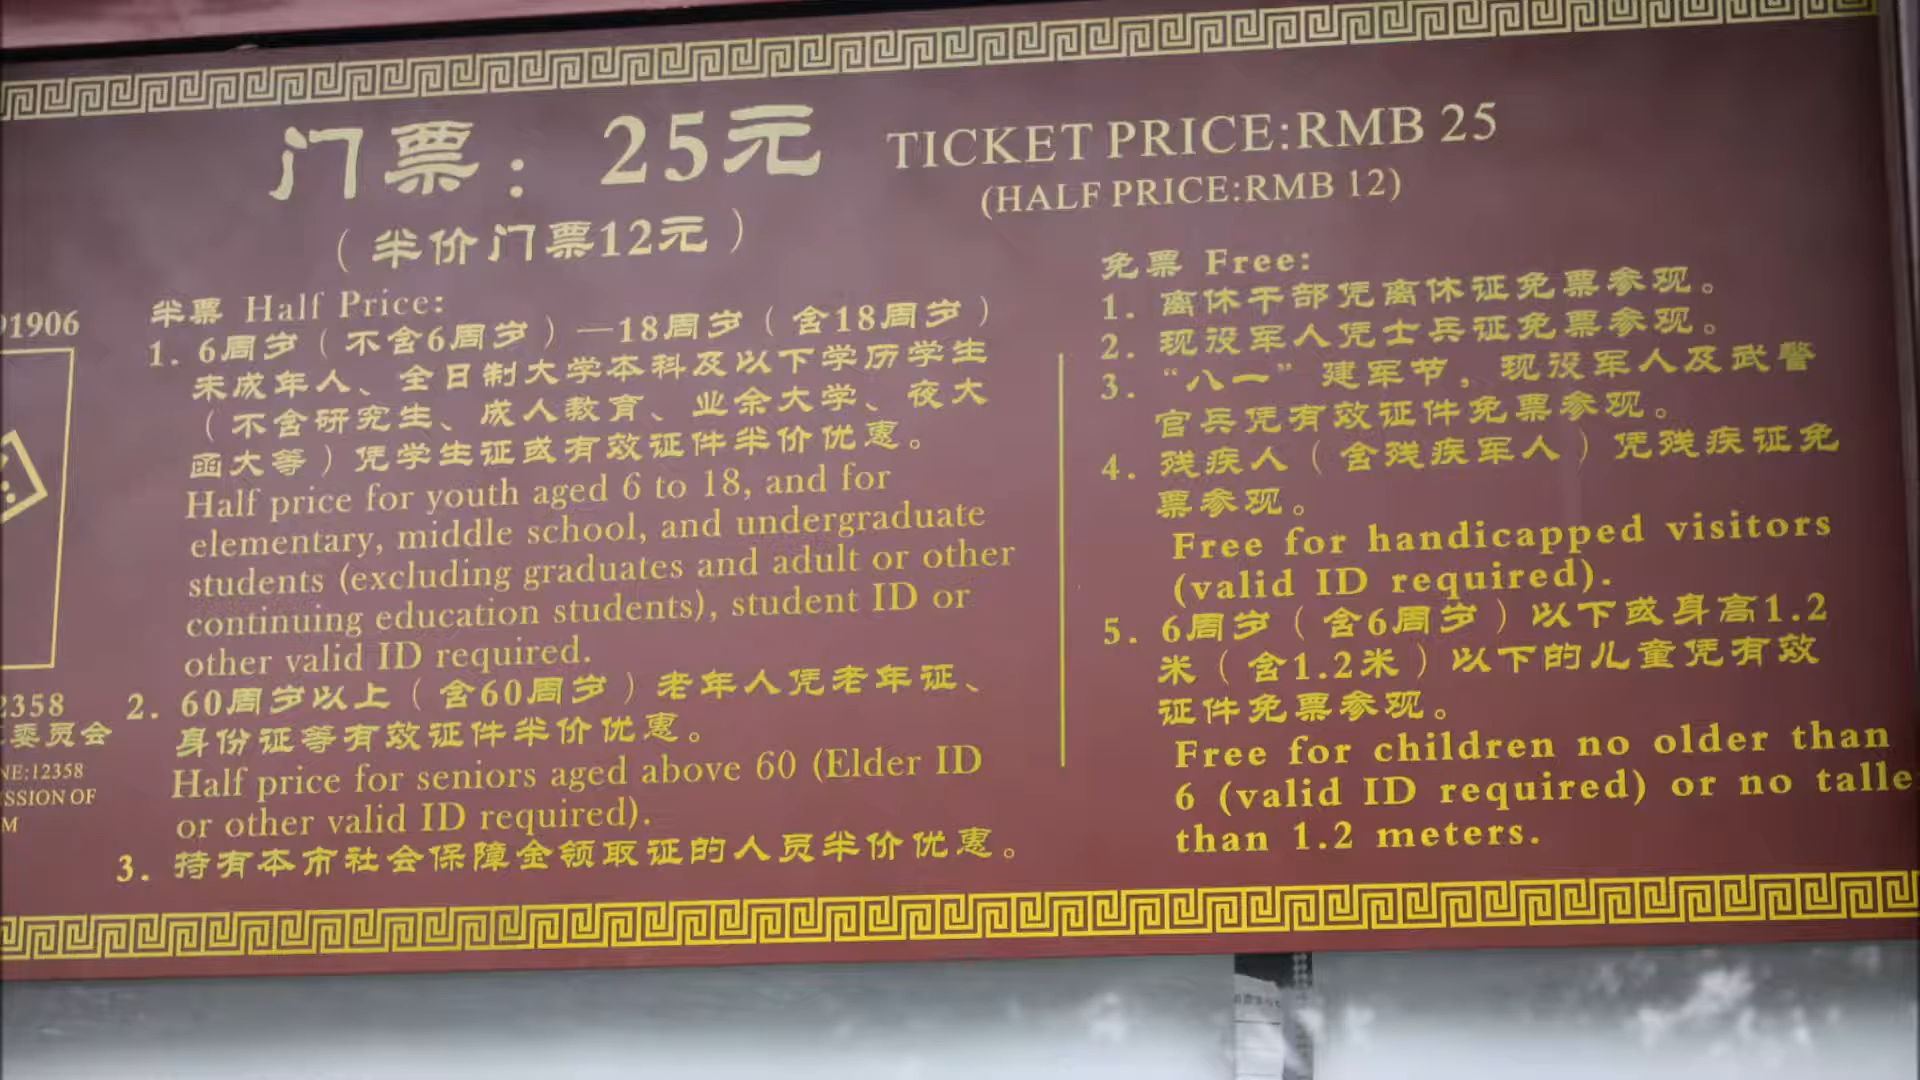 门票：25元
（半价门票12元）
TICKET PRICE:RMB 25
(HALF PRICE:RMB 12)
91906
2358
委员会
NE:12358
SSION OF
M
半票 Half Price:
1. 6周岁（不含6周岁）—18周岁（含18周岁）
未成年人、全日制大学本科及以下学历学生
（不含研究生、成人教育、业余大学、夜大
函大等）凭学生证或有效证件半价优惠。
Half price for youth aged 6 to 18, and for
elementary, middle school, and undergraduate
students (excluding graduates and adult or other
continuing education students), student ID or
other valid ID required.
2. 60周岁以上（含60周岁）老年人凭老年证、
身份证等有效证件半价优惠。
Half price for seniors aged above 60 (Elder ID
or other valid ID required).
3. 持有本市社会保障金领取证的人员半价优惠。
免票 Free:
1. 离休干部凭离休证免票参观。
2. 现役军人凭士兵证免票参观。
3. “八一”建军节，现役军人及武警
官兵凭有效证件免票参观。
4. 残疾人（含残疾军人）凭残疾证免
票参观。
Free for handicapped visitors
(valid ID required).
5. 6周岁（含6周岁）以下或身高1.2
米（含1.2米）以下的儿童凭有效
证件免票参观。
Free for children no older than
6 (valid ID required) or no talle
than 1.2 meters.